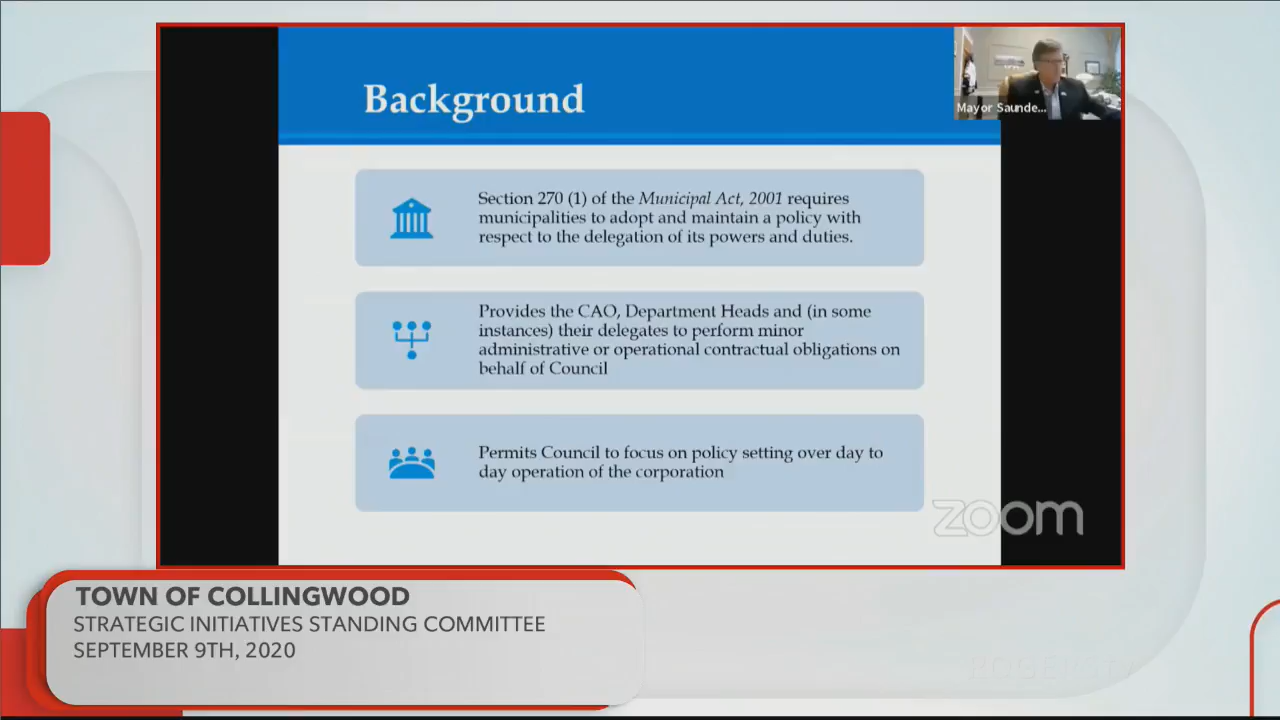 Background
Mayor Saunde...
Section 270 (1) of the Municipal Act, 2001 requires
municipalities to adopt and maintain a policy with
respect to the delegation of its powers and duties.
Provides the CAO, Department Heads and (in some
instances) their delegates to perform minor
administrative or operational contractual obligations on
behalf of Council
Permits Council to focus on policy setting over day to
day operation of the corporation
zoom
TOWN OF COLLINGWOOD
STRATEGIC INITIATIVES STANDING COMMITTEE
SEPTEMBER 9TH, 2020